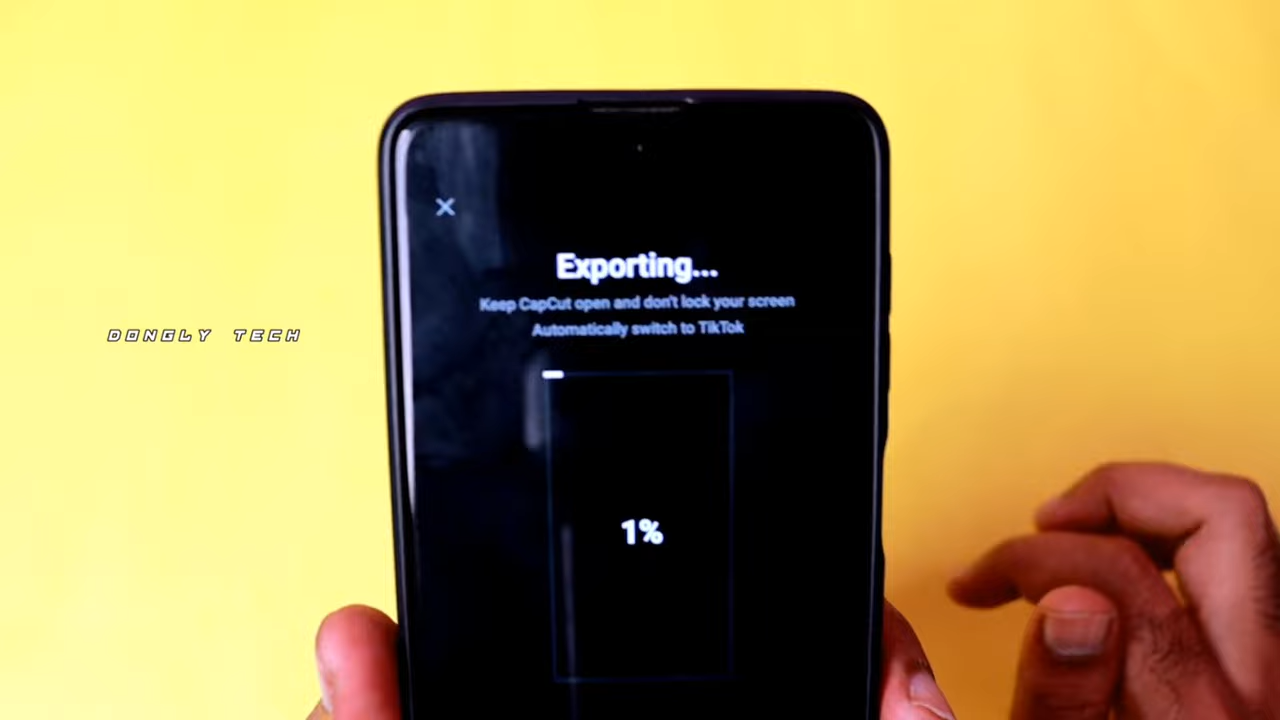 Exporting...
Keep CapCut open and don't lock your screen
Automatically switch to TikTok
DONGLY TECH
1%